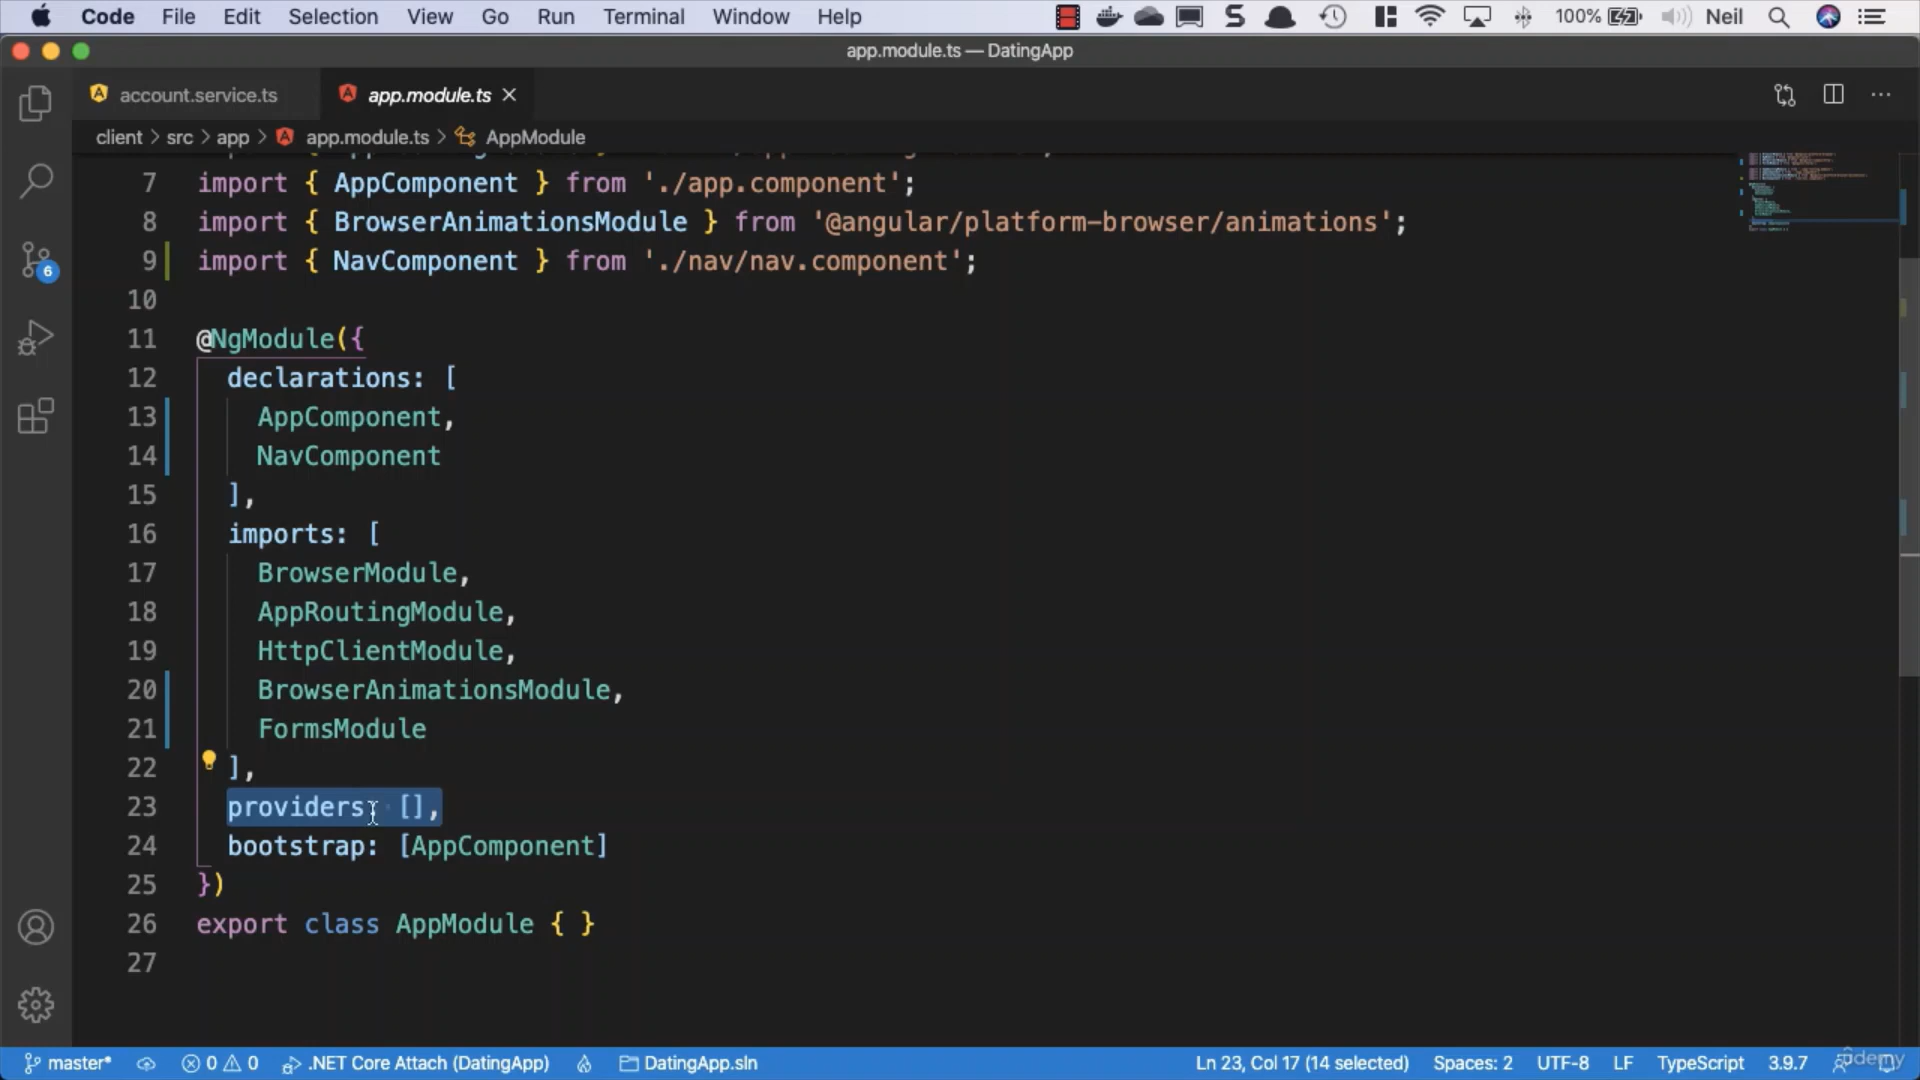 Code File Edit Selection View Go Run Terminal Window Help 100% Neil
app.module.ts — DatingApp
account.service.ts app.module.ts
client > src > app > app.module.ts > AppModule
7 import { AppComponent } from './app.component';
8 import { BrowserAnimationsModule } from '@angular/platform-browser/animations';
9 import { NavComponent } from './nav/nav.component';
10
11 @NgModule({
12 declarations: [
13 AppComponent,
14 NavComponent
15 ],
16 imports: [
17 BrowserModule,
18 AppRoutingModule,
19 HttpClientModule,
20 BrowserAnimationsModule,
21 FormsModule
22 ],
23 providers: [],
24 bootstrap: [AppComponent]
25 })
26 export class AppModule { }
27
6
master* 0 0 .NET Core Attach (DatingApp) DatingApp.sln Ln 23, Col 17 (14 selected) Spaces: 2 UTF-8 LF TypeScript 3.9.7
udemy